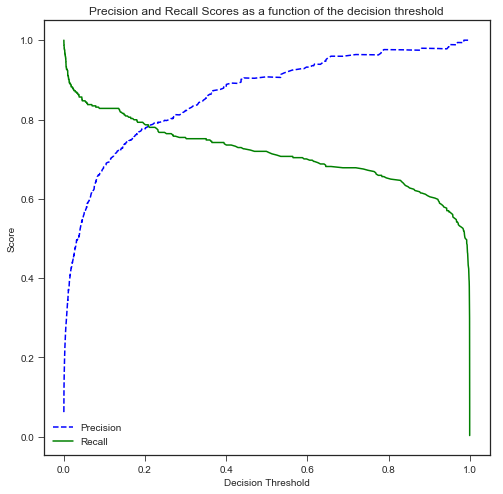 Precision and Recall Scores as a function of the decision threshold
1.0
0.8
0.6
0.4
0.2
0.0
Score
Precision
Recall
0.0 0.2 0.4 0.6 0.8 1.0
Decision Threshold